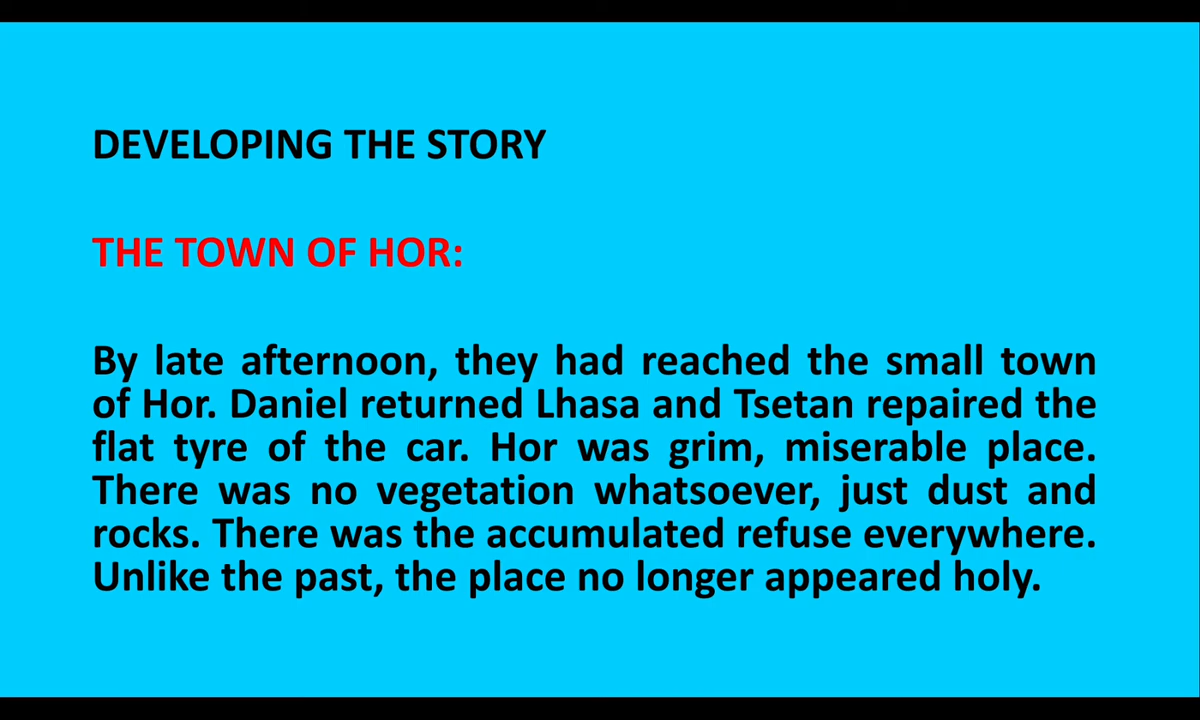 DEVELOPING THE STORY
THE TOWN OF HOR:
By late afternoon, they had reached the small town
of Hor. Daniel returned Lhasa and Tsetan repaired the
flat tyre of the car. Hor was grim, miserable place.
There was no vegetation whatsoever, just dust and
rocks. There was the accumulated refuse everywhere.
Unlike the past, the place no longer appeared holy.